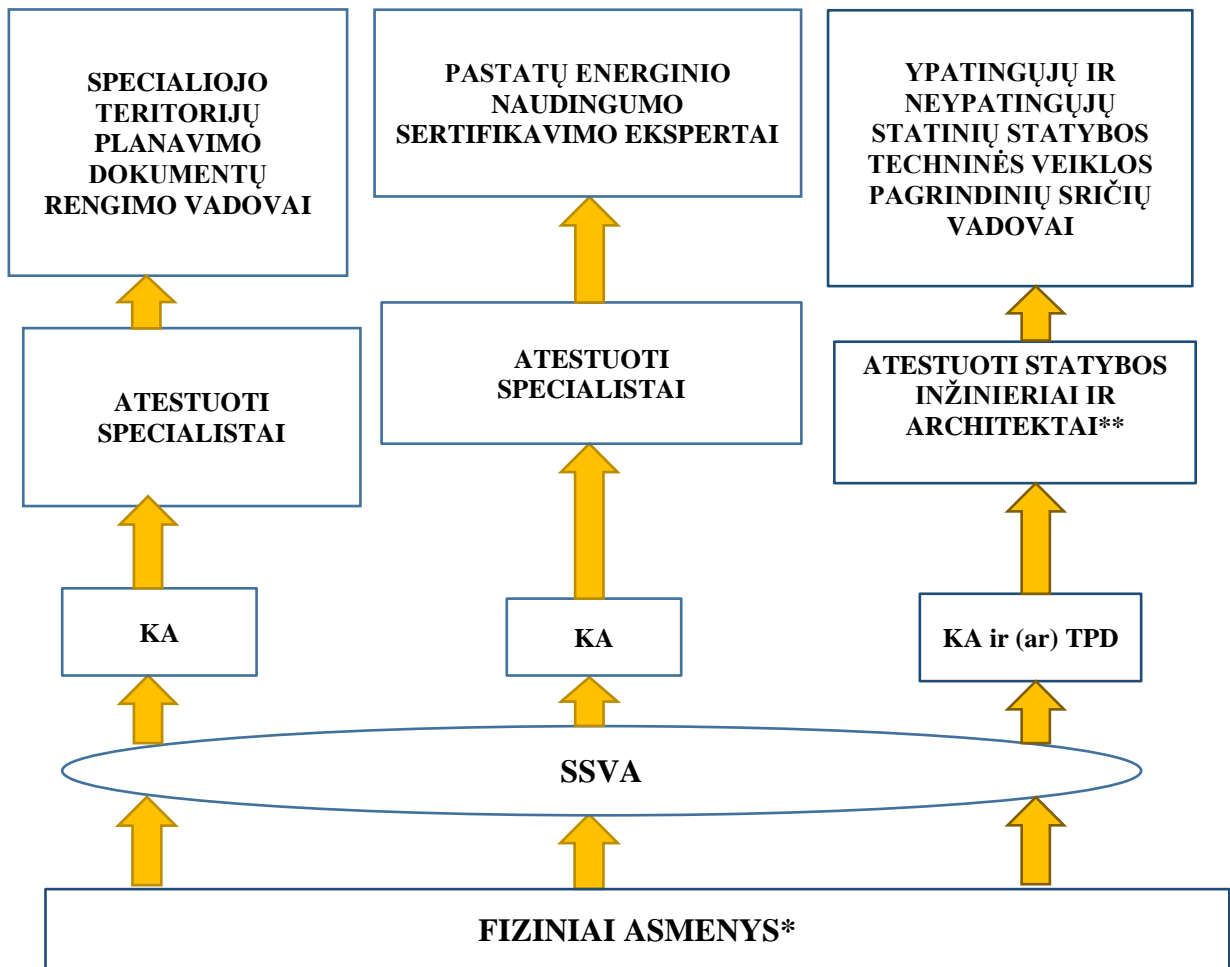 SPECIALIOJO
TERITORIJŲ
PLANAVIMO
DOKUMENTŲ
RENGIMO VADOVAI
PASTATŲ ENERGINIO
NAUDINGUMO
SERTIFIKAVIMO EKSPERTAI
YPATINGŲJŲ IR
NEYPATINGŲJŲ
STATINIŲ STATYBOS
TECHNINĖS VEIKLOS
PAGRINDINIŲ SRIČIŲ
VADOVAI
ATESTUOTI
SPECIALISTAI
ATESTUOTI
SPECIALISTAI
ATESTUOTI STATYBOS
INŽINIERIAI IR
ARCHITEKTAI**
KA
KA
KA ir (ar) TPD
SSVA
FIZINIAI ASMENYS*